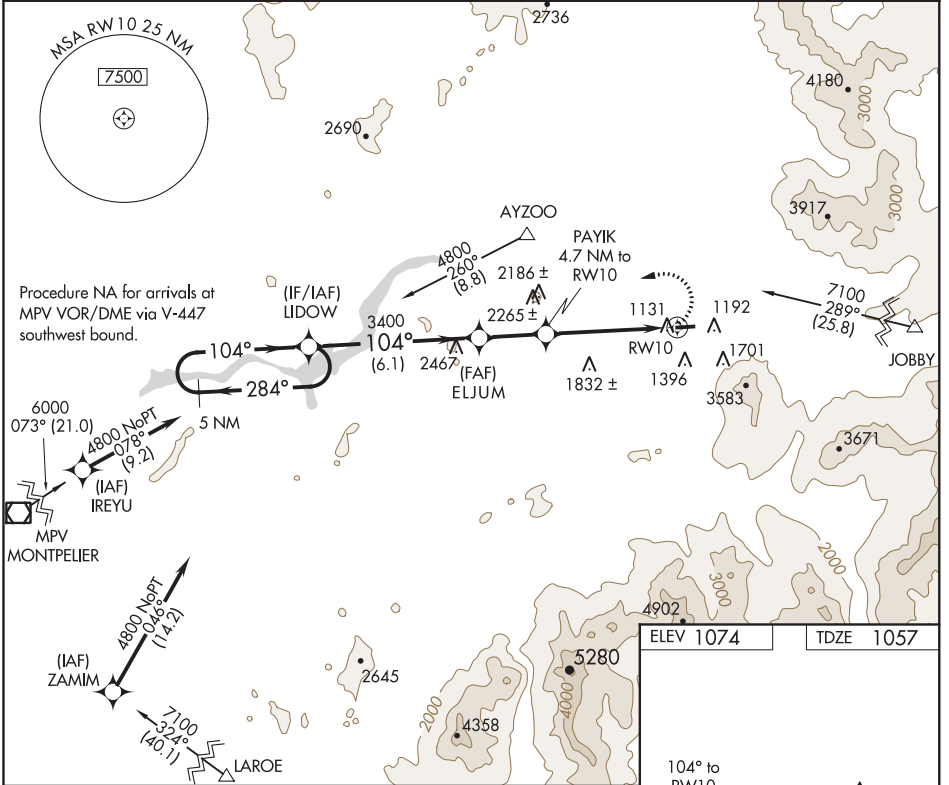 MSA RW10 25 NM
7500
2736
4180
3000
2690
3917
3000
AYZOO
4800
260°
(8.8)
PAYIK
4.7 NM to
RW10
2186 ±
2265 ±
Procedure NA for arrivals at
MPV VOR/DME via V-447
southwest bound.
(IF/IAF)
LIDOW
3400
104°
(6.1)
104°
284°
5 NM
2467
(FAF)
ELJUM
1832 ±
1131
RW10
1192
1396
1701
7100
289°
(25.8)
JOBBY
3583
3671
6000
073° (21.0)
4800 NoPT
078°
(9.2)
(IAF)
IREYU
MPV
MONTPELIER
4800 NoPT
046°
(14.2)
(IAF)
ZAMIM
7100
324°
(40.1)
LAROE
2645
2000
4358
5280
4000
4902
3000
2000
ELEV 1074
TDZE 1057
104° to
RW10